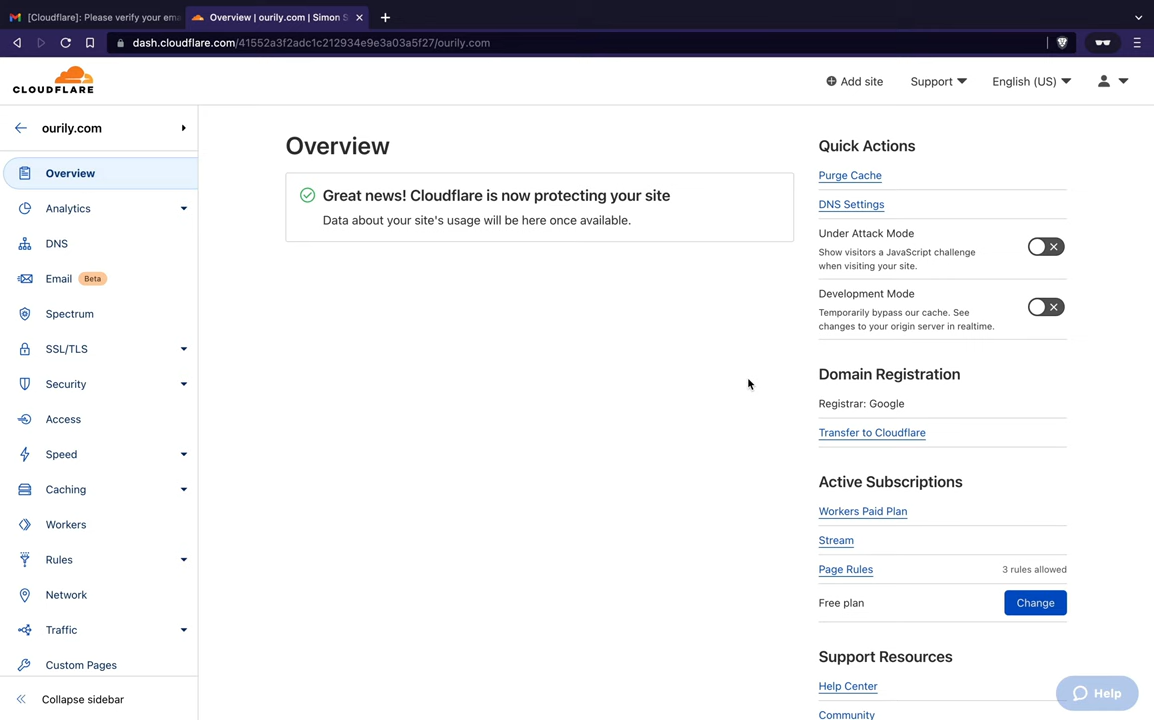 [Cloudflare]: Please verify your ema
Overview | ourily.com | Simon S
dash.cloudflare.com/41552a3f2adc1c212934e9e3a03a5f27/ourily.com
CLOUDFLARE
Add site
Support
English (US)
ourily.com
Overview
Analytics
DNS
Email Beta
Spectrum
SSL/TLS
Security
Access
Speed
Caching
Workers
Rules
Network
Traffic
Custom Pages
Collapse sidebar
Overview
Great news! Cloudflare is now protecting your site
Data about your site's usage will be here once available.
Quick Actions
Purge Cache
DNS Settings
Under Attack Mode
Show visitors a JavaScript challenge
when visiting your site.
Development Mode
Temporarily bypass our cache. See
changes to your origin server in realtime.
Domain Registration
Registrar: Google
Transfer to Cloudflare
Active Subscriptions
Workers Paid Plan
Stream
Page Rules 3 rules allowed
Free plan Change
Support Resources
Help Center
Community
Help